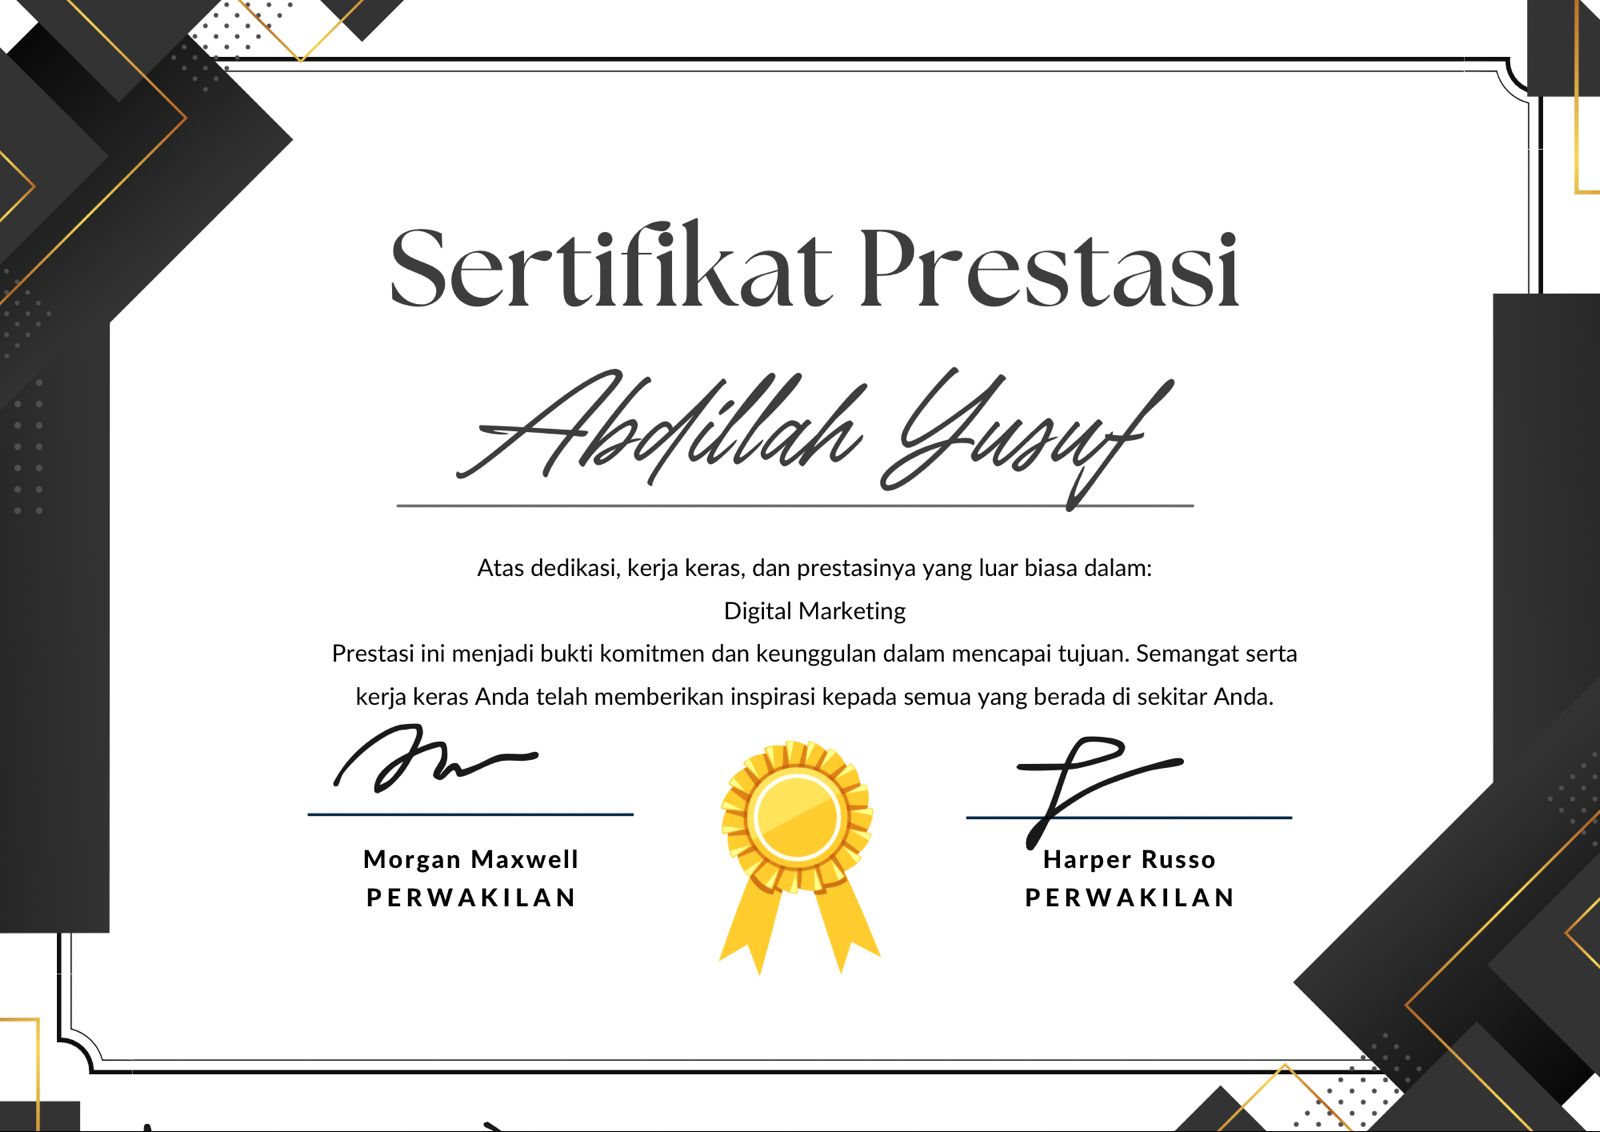 Sertifikat Prestasi
Abdillah Yusuf
Atas dedikasi, kerja keras, dan prestasinya yang luar biasa dalam:
Digital Marketing
Prestasi ini menjadi bukti komitmen dan keunggulan dalam mencapai tujuan. Semangat serta
kerja keras Anda telah memberikan inspirasi kepada semua yang berada di sekitar Anda.
Morgan Maxwell
PERWAKILAN
Harper Russo
PERWAKILAN